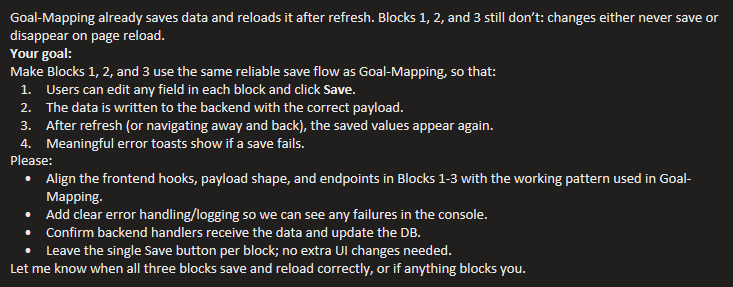 Goal-Mapping already saves data and reloads it after refresh. Blocks 1, 2, and 3 still don’t: changes either never save or
disappear on page reload.
Your goal:
Make Blocks 1, 2, and 3 use the same reliable save flow as Goal-Mapping, so that:
1. Users can edit any field in each block and click Save.
2. The data is written to the backend with the correct payload.
3. After refresh (or navigating away and back), the saved values appear again.
4. Meaningful error toasts show if a save fails.
Please:
• Align the frontend hooks, payload shape, and endpoints in Blocks 1-3 with the working pattern used in Goal-
Mapping.
• Add clear error handling/logging so we can see any failures in the console.
• Confirm backend handlers receive the data and update the DB.
• Leave the single Save button per block; no extra UI changes needed.
Let me know when all three blocks save and reload correctly, or if anything blocks you.